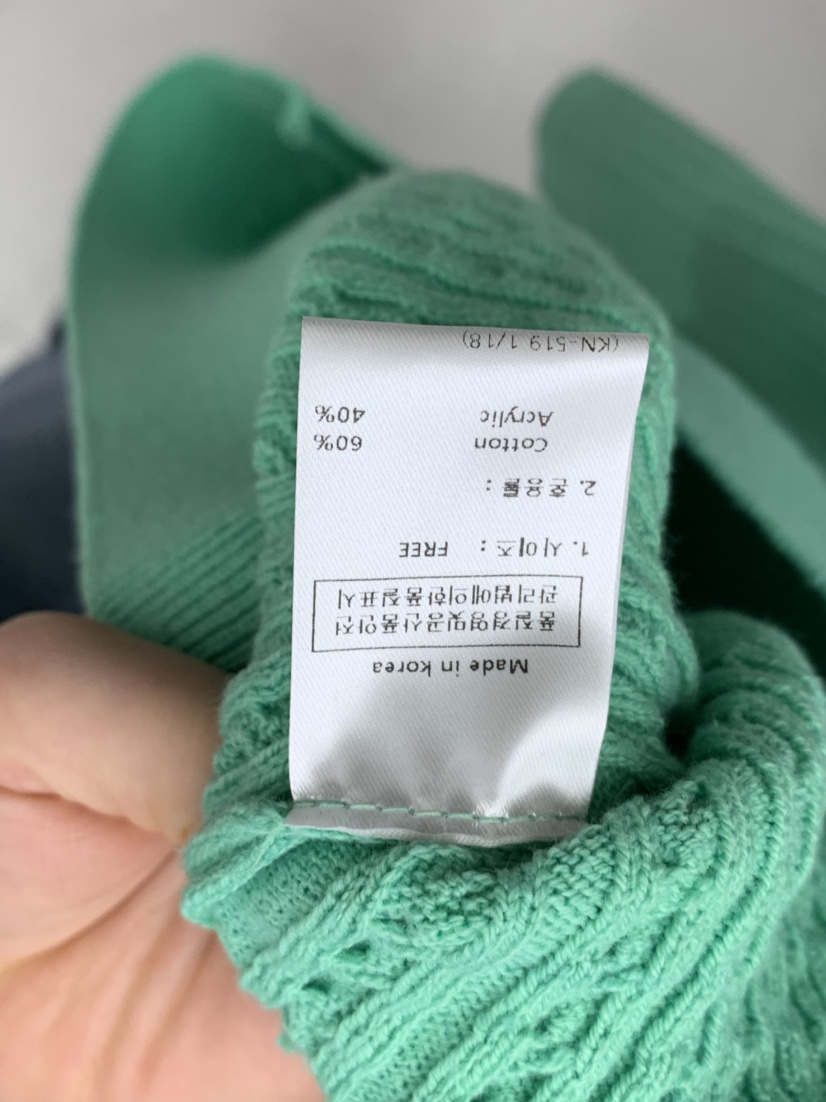 Made in korea
품질경영및공산품안전
관리법에의한품질표시
1. 사이즈 : FREE
2. 혼용률 :
Cotton 60%
Acrylic 40%
(KN-519 1/18)